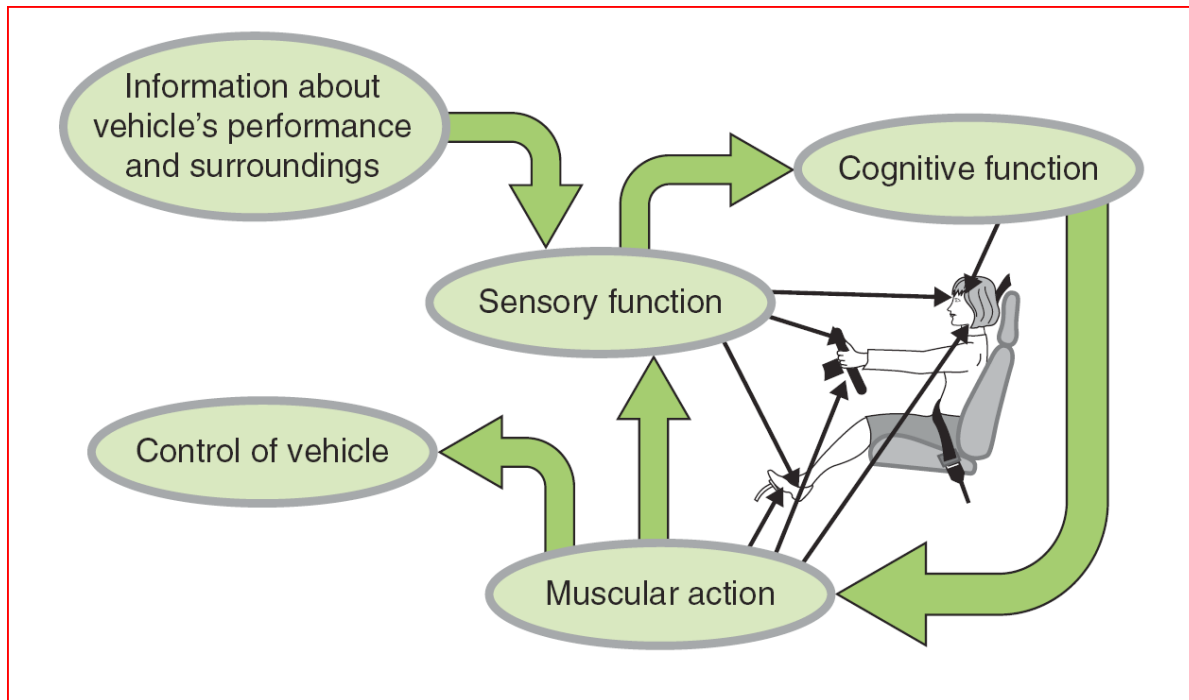 Information about
vehicle’s performance
and surroundings
Cognitive function
Sensory function
Control of vehicle
Muscular action